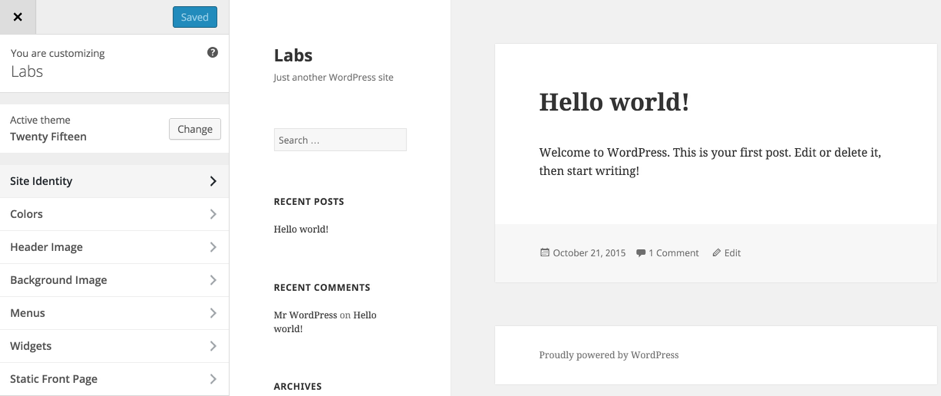 Saved
You are customizing
Labs
Active theme
Twenty Fifteen
Change
Site Identity
Colors
Header Image
Background Image
Menus
Widgets
Static Front Page
Labs
Just another WordPress site
Search …
RECENT POSTS
Hello world!
RECENT COMMENTS
Mr WordPress on Hello
world!
ARCHIVES
Hello world!
Welcome to WordPress. This is your first post. Edit or delete it,
then start writing!
October 21, 2015 1 Comment Edit
Proudly powered by WordPress